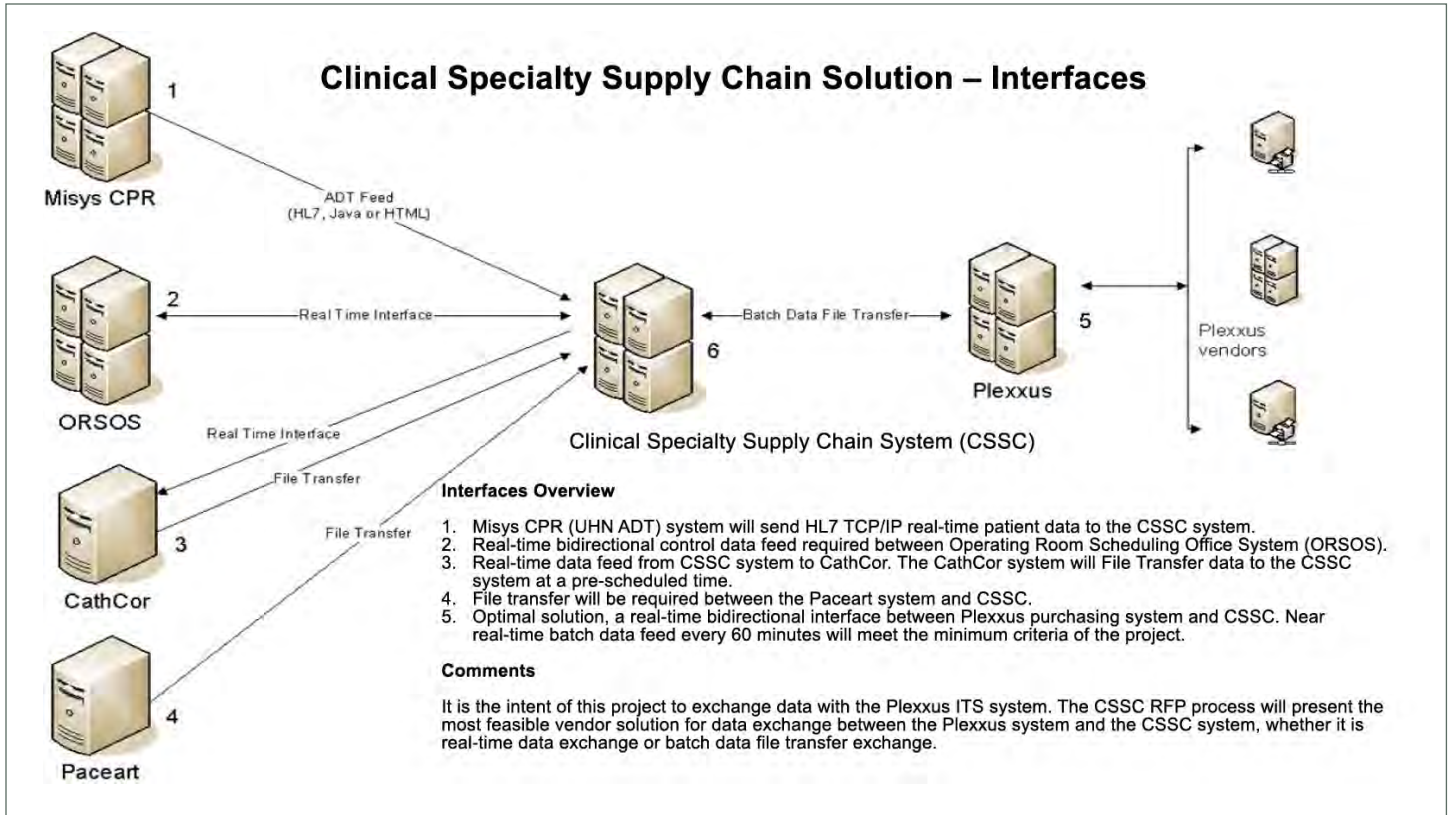 Clinical Specialty Supply Chain Solution – Interfaces
1
Misys CPR
ADT Feed
(HL7, Java or HTML)
2
ORSOS
Real Time Interface
6
Clinical Specialty Supply Chain System (CSSC)
Batch Data File Transfer
5
Plexxus
Plexxus
vendors
Real Time Interface
File Transfer
3
CathCor
File Transfer
4
Paceart
Interfaces Overview
1. Misys CPR (UHN ADT) system will send HL7 TCP/IP real-time patient data to the CSSC system.
2. Real-time bidirectional control data feed required between Operating Room Scheduling Office System (ORSOS).
3. Real-time data feed from CSSC system to CathCor. The CathCor system will File Transfer data to the CSSC
system at a pre-scheduled time.
4. File transfer will be required between the Paceart system and CSSC.
5. Optimal solution, a real-time bidirectional interface between Plexxus purchasing system and CSSC. Near
real-time batch data feed every 60 minutes will meet the minimum criteria of the project.
Comments
It is the intent of this project to exchange data with the Plexxus ITS system. The CSSC RFP process will present the
most feasible vendor solution for data exchange between the Plexxus system and the CSSC system, whether it is
real-time data exchange or batch data file transfer exchange.